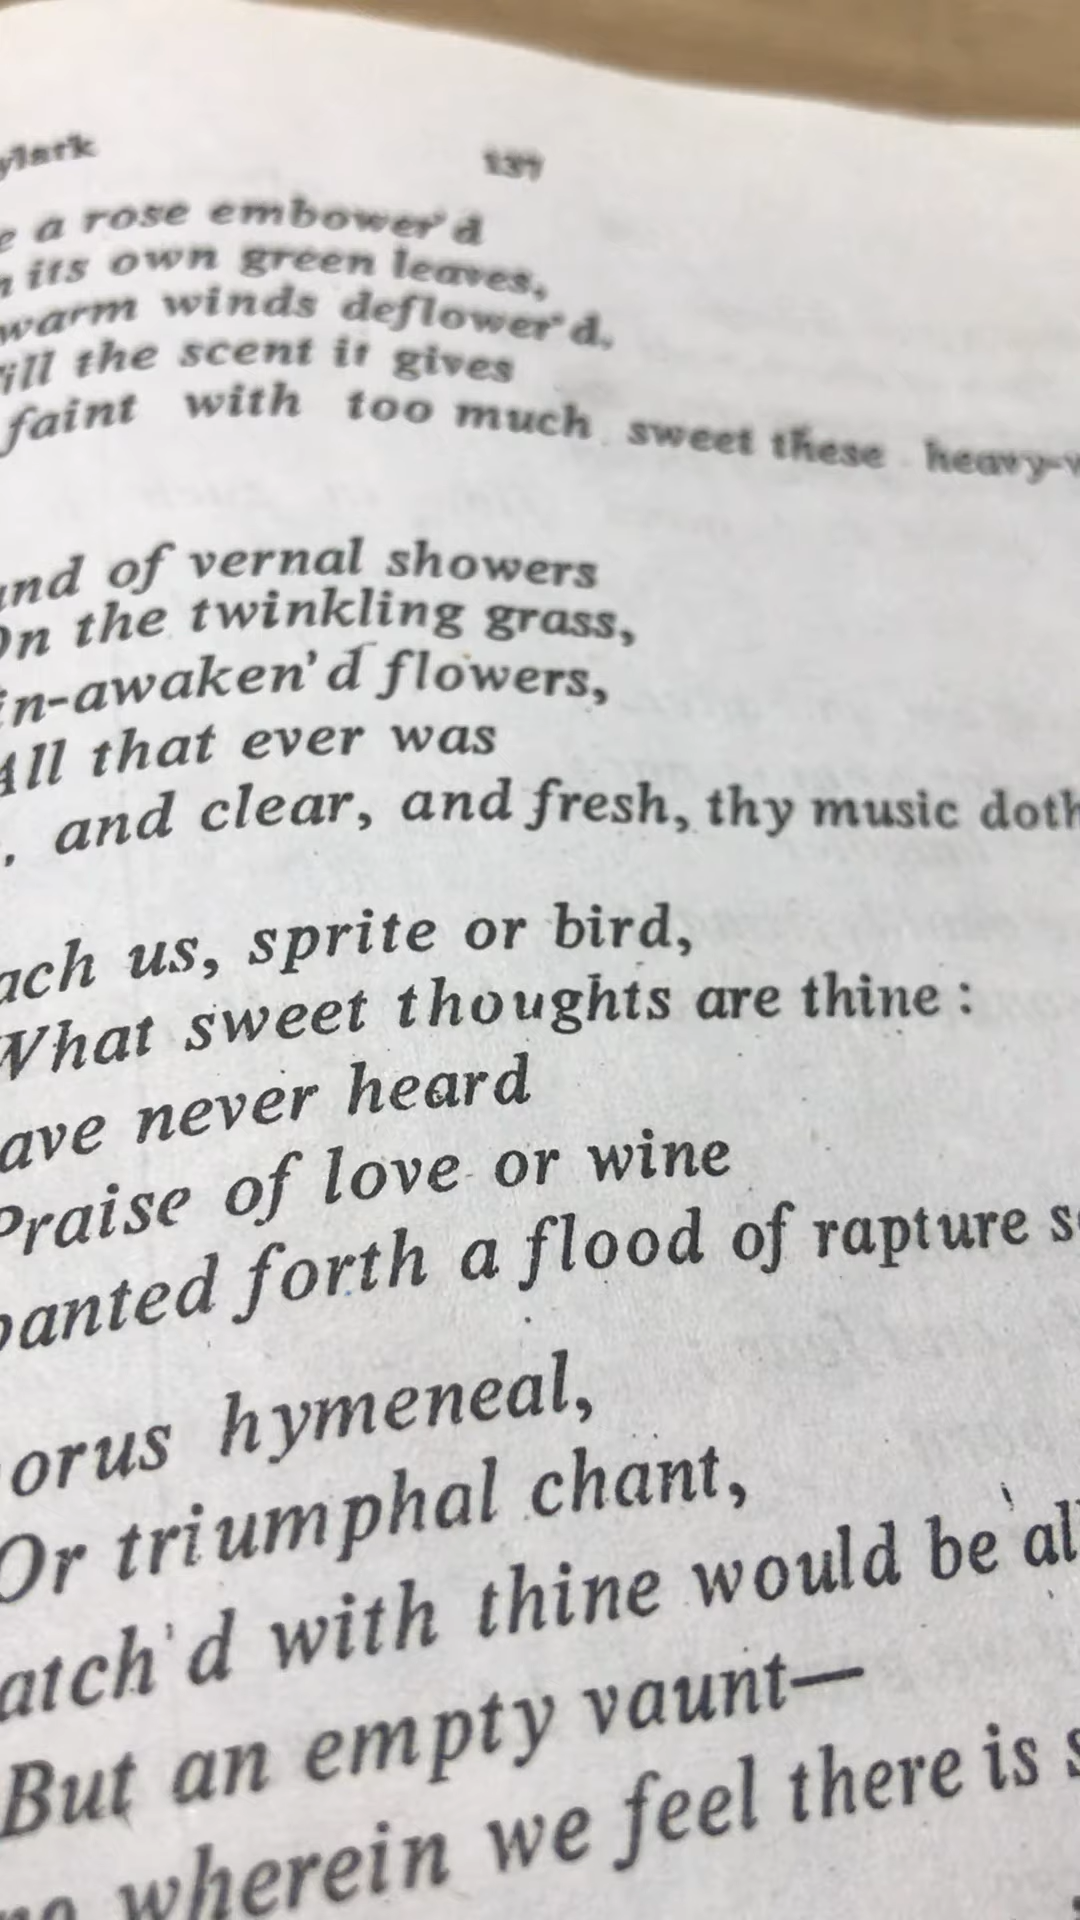 ylark 137
e a rose embower'd
n its own green leaves,
warm winds deflower'd.
ill the scent it gives
faint with too much sweet these heavy-w
und of vernal showers
On the twinkling grass,
in-awaken'd flowers,
All that ever was
, and clear, and fresh, thy music doth
ach us, sprite or bird,
What sweet thoughts are thine :
ave never heard
Praise of love or wine
panted forth a flood of rapture s
orus hymeneal,
Or triumphal chant,
atch'd with thine would be al
But an empty vaunt—
wherein we feel there is s